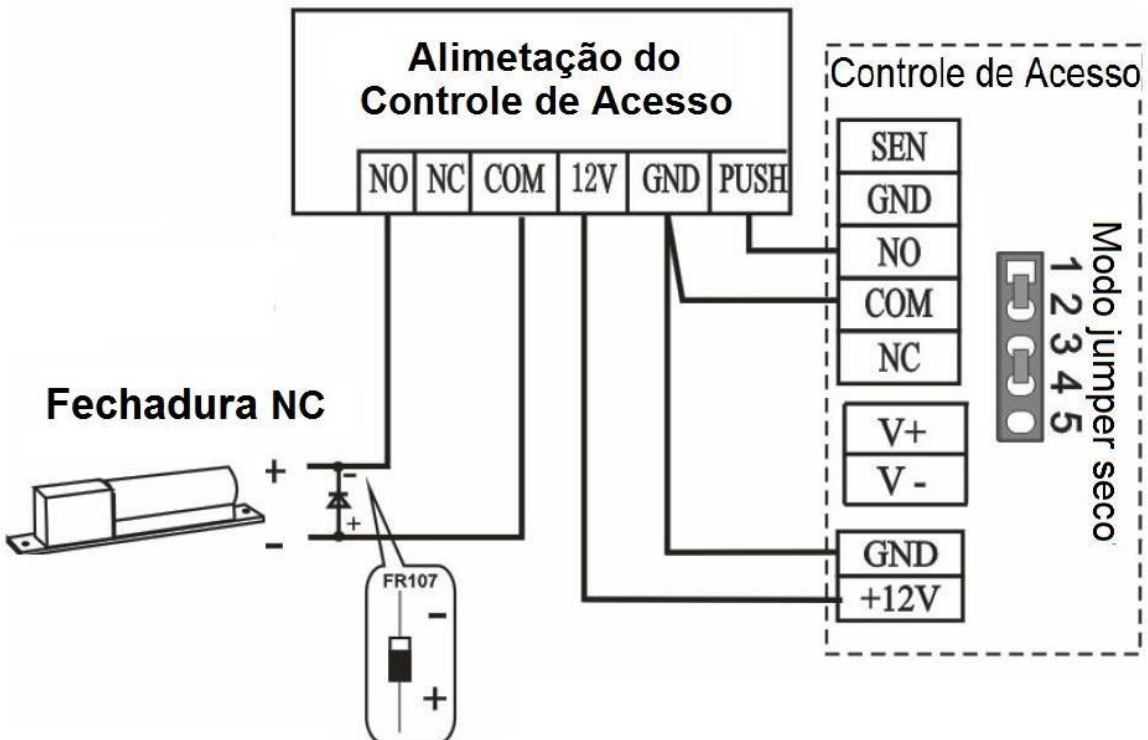 Alimetação do
Controle de Acesso
NO NC COM 12V GND PUSH
Controle de Acesso
SEN
GND
NO
COM
NC
V+
V -
GND
+12V
1 2 3 4 5
Modo jumper seco
Fechadura NC
+
-
-
+
FR107
-
+